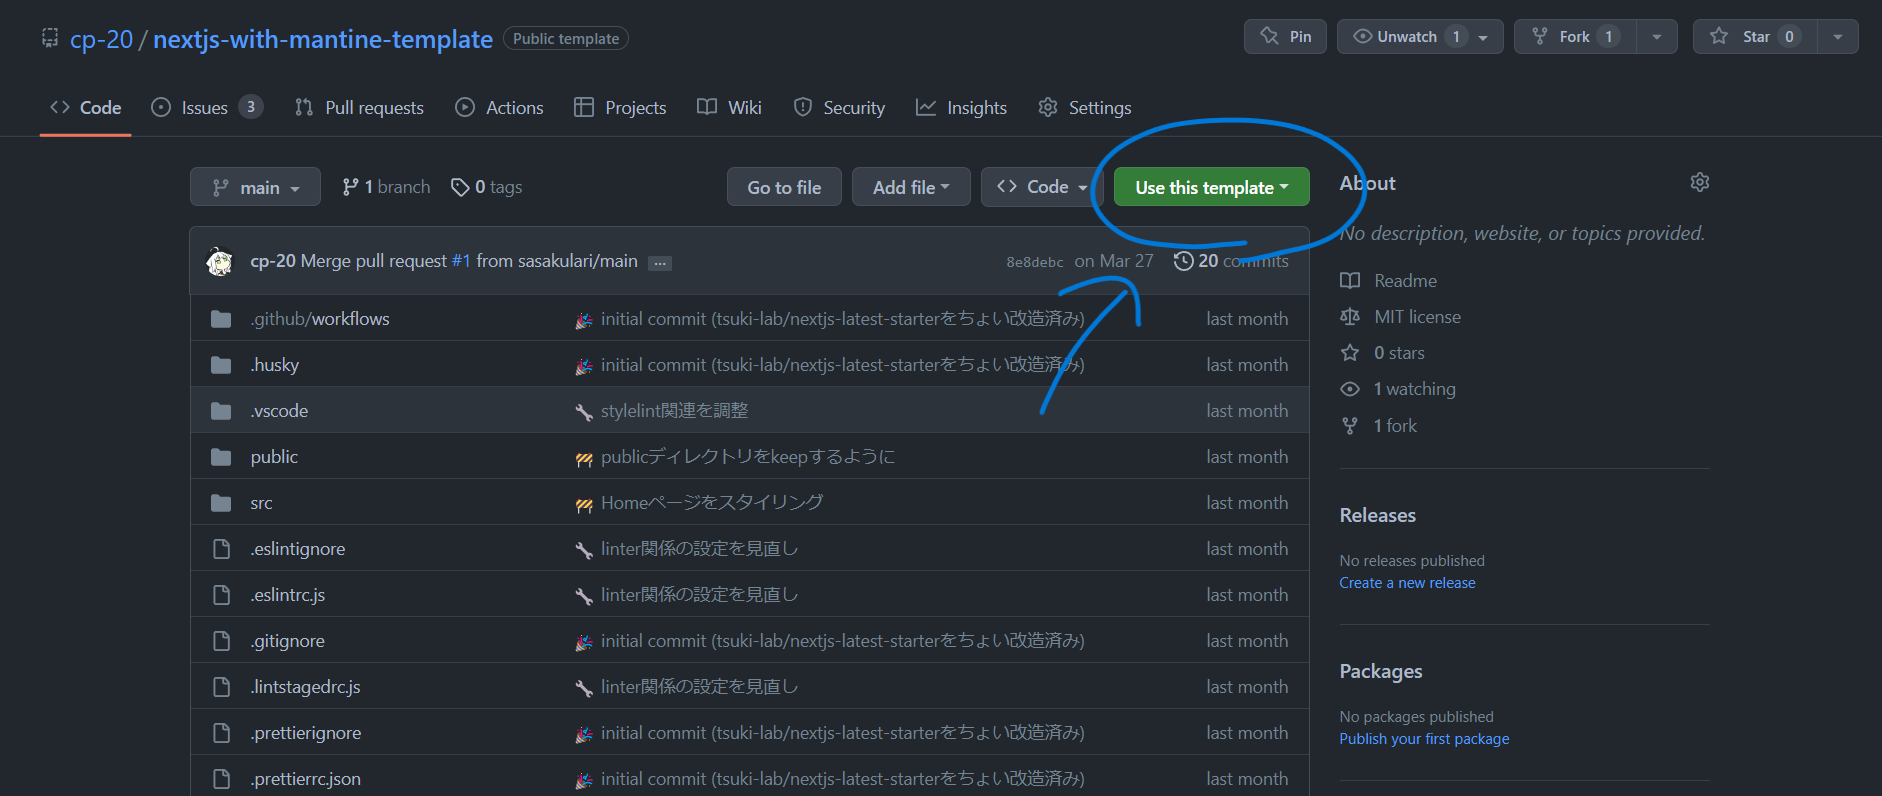 cp-20 / nextjs-with-mantine-template Public template
Pin Unwatch 1 Fork 1 Star 0
Code Issues 3 Pull requests Actions Projects Wiki Security Insights Settings
main 1 branch 0 tags Go to file Add file Code Use this template
cp-20 Merge pull request #1 from sasakulari/main ... 8e8debc on Mar 27 20 commits
.github/workflows 🎉 initial commit (tsuki-lab/nextjs-latest-starterをちょい改造済み) last month
.husky 🎉 initial commit (tsuki-lab/nextjs-latest-starterをちょい改造済み) last month
.vscode 🔧 stylelint関連を調整 last month
public 🚧 publicディレクトリをkeepするように last month
src 🚧 Homeページをスタイリング last month
.eslintignore 🔧 linter関係の設定を見直し last month
.eslintrc.js 🔧 linter関係の設定を見直し last month
.gitignore 🎉 initial commit (tsuki-lab/nextjs-latest-starterをちょい改造済み) last month
.lintstagedrc.js 🔧 linter関係の設定を見直し last month
.prettierignore 🎉 initial commit (tsuki-lab/nextjs-latest-starterをちょい改造済み) last month
.prettierrc.json 🎉 initial commit (tsuki-lab/nextjs-latest-starterをちょい改造済み) last month
About
No description, website, or topics provided.
Readme
MIT license
0 stars
1 watching
1 fork
Releases
No releases published
Create a new release
Packages
No packages published
Publish your first package